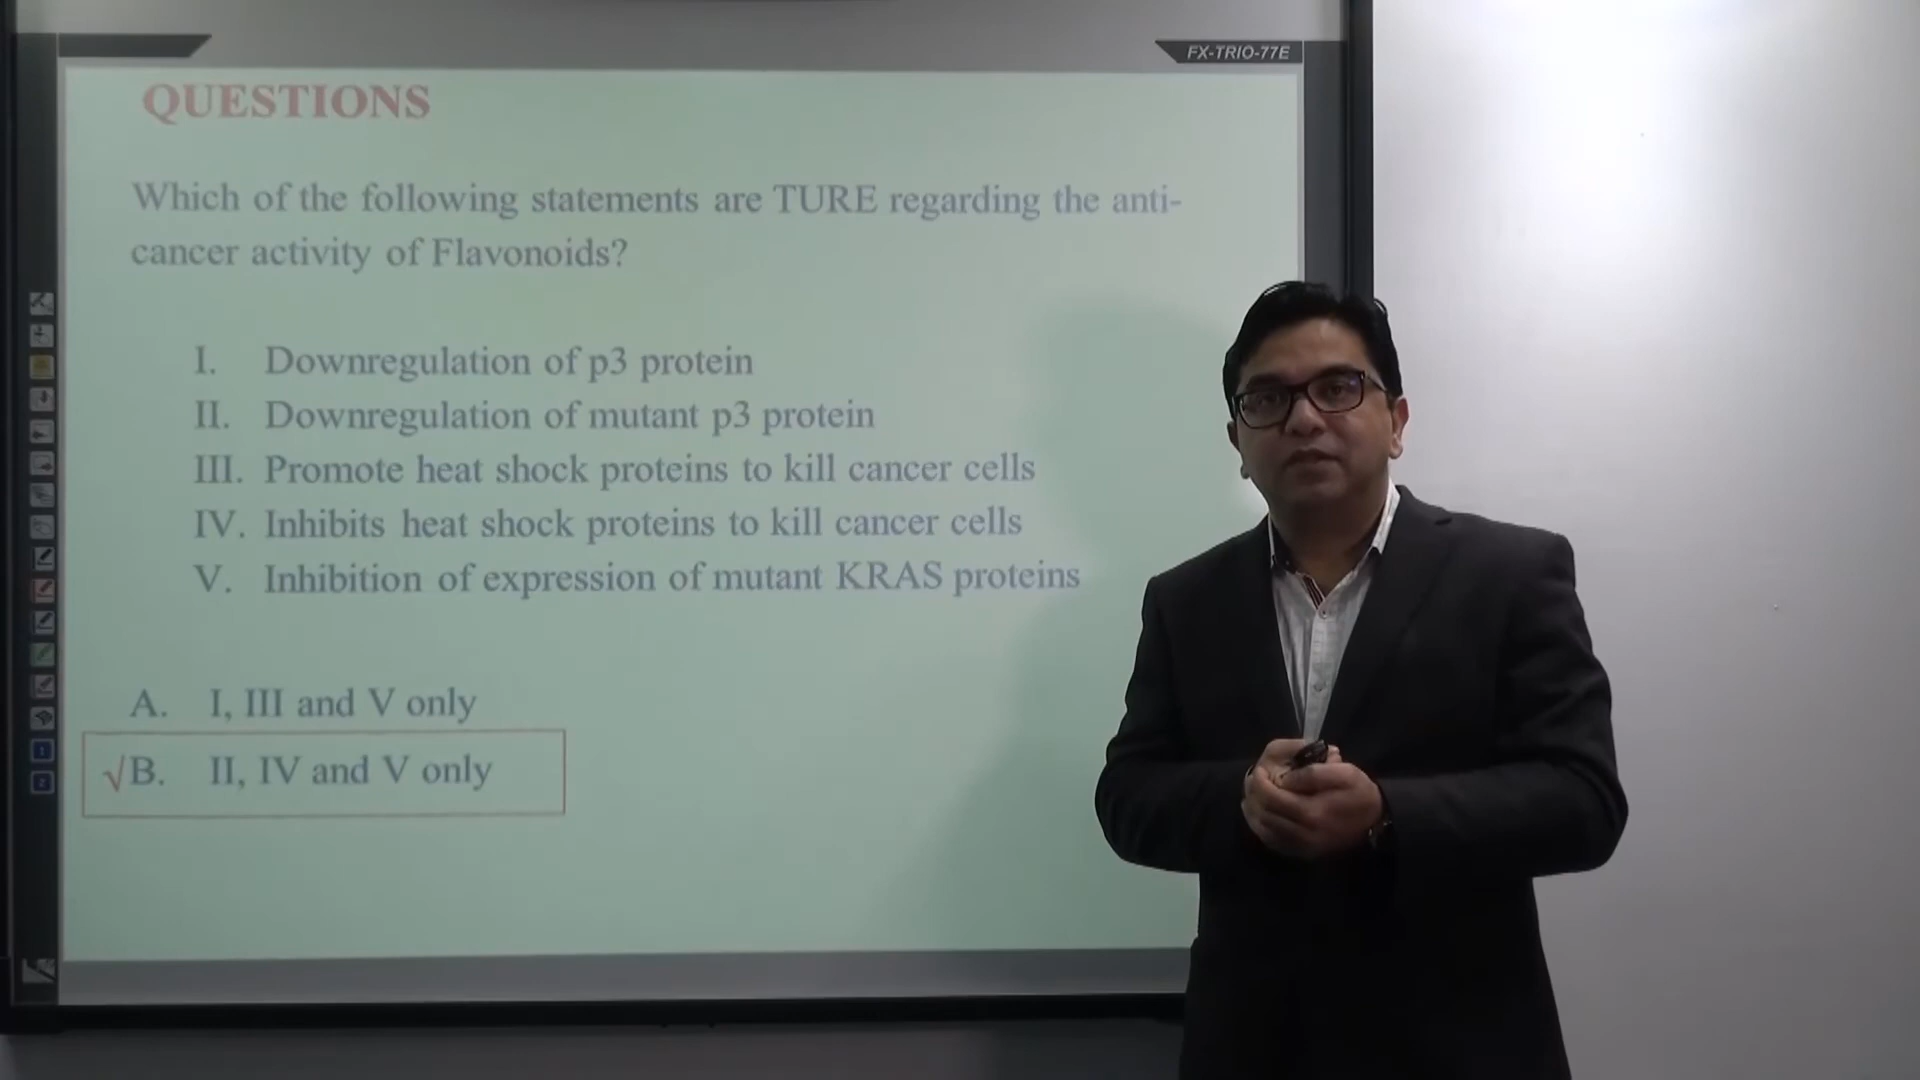 FX-TRIO-77E
QUESTIONS
Which of the following statements are TURE regarding the anti-
cancer activity of Flavonoids?
I. Downregulation of p3 protein
II. Downregulation of mutant p3 protein
III. Promote heat shock proteins to kill cancer cells
IV. Inhibits heat shock proteins to kill cancer cells
V. Inhibition of expression of mutant KRAS proteins
A. I, III and V only
√B. II, IV and V only
1
2